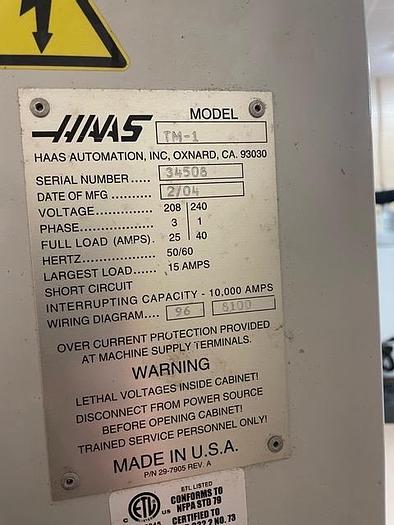 MODEL
HAAS TM-1
HAAS AUTOMATION, INC, OXNARD, CA. 93030
SERIAL NUMBER .... 34508
DATE OF MFG .......... 2/04
VOLTAGE.............. 208 | 240
PHASE................... 3 | 1
FULL LOAD (AMPS). 25 | 40
HERTZ................... 50/60
LARGEST LOAD....... 15 AMPS
SHORT CIRCUIT
INTERRUPTING CAPACITY - 10,000 AMPS
WIRING DIAGRAM.... 96 8100
OVER CURRENT PROTECTION PROVIDED
AT MACHINE SUPPLY TERMINALS.
WARNING
LETHAL VOLTAGES INSIDE CABINET!
DISCONNECT FROM POWER SOURCE
BEFORE OPENING CABINET!
TRAINED SERVICE PERSONNEL ONLY!
MADE IN U.S.A.
P/N 29-7905 REV. A
ETL LISTED
CONFORMS TO
NFPA STD 79
C ETL US
CERTIFIED TO
NO. 73